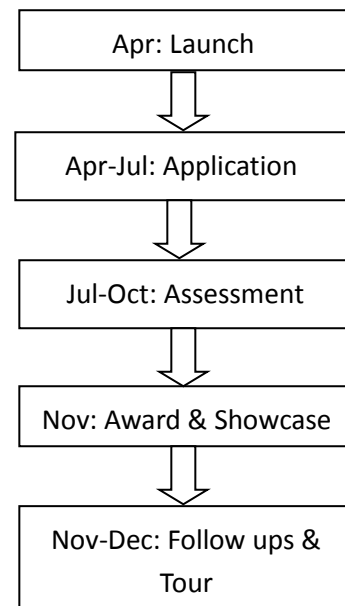 Apr: Launch
Apr-Jul: Application
Jul-Oct: Assessment
Nov: Award & Showcase
Nov-Dec: Follow ups &
Tour